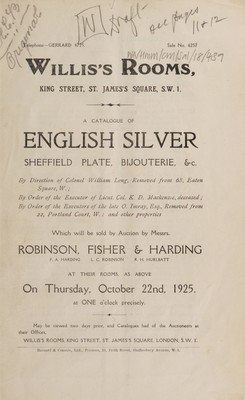 [N] Draft
see pages
11 + 12
Telephone—GERRARD
Sale No.
WILLIS'S ROOMS,
KING STREET, ST. JAMES'S SQUARE, S.W. 1.
A CATALOGUE OF
ENGLISH SILVER
SHEFFIELD PLATE, BIJOUTERIE, &c.
By Direction of Colonel William Long, Removed from 65, Eaton
Square, W.;
By Order of the Executor of Lieut. Col. K. D. Mackenzie, deceased;
By Order of the Executors of the late D. Imray, Esq., Removed from
Portland Court, W.; and other properties
Which will be sold by Auction by Messrs.
ROBINSON, FISHER & HARDING
F. A. HARDING L. C. ROBINSON R. H. HURLBATT
AT THEIR ROOMS, AS ABOVE
On Thursday, October 22nd, 1925.
at ONE o'clock precisely.
May be viewed two days prior, and Catalogues had of the Auctioneers at
their Offices,
WILLIS'S ROOMS, KING STREET, ST. JAMES'S SQUARE, LONDON, S.W. 1.